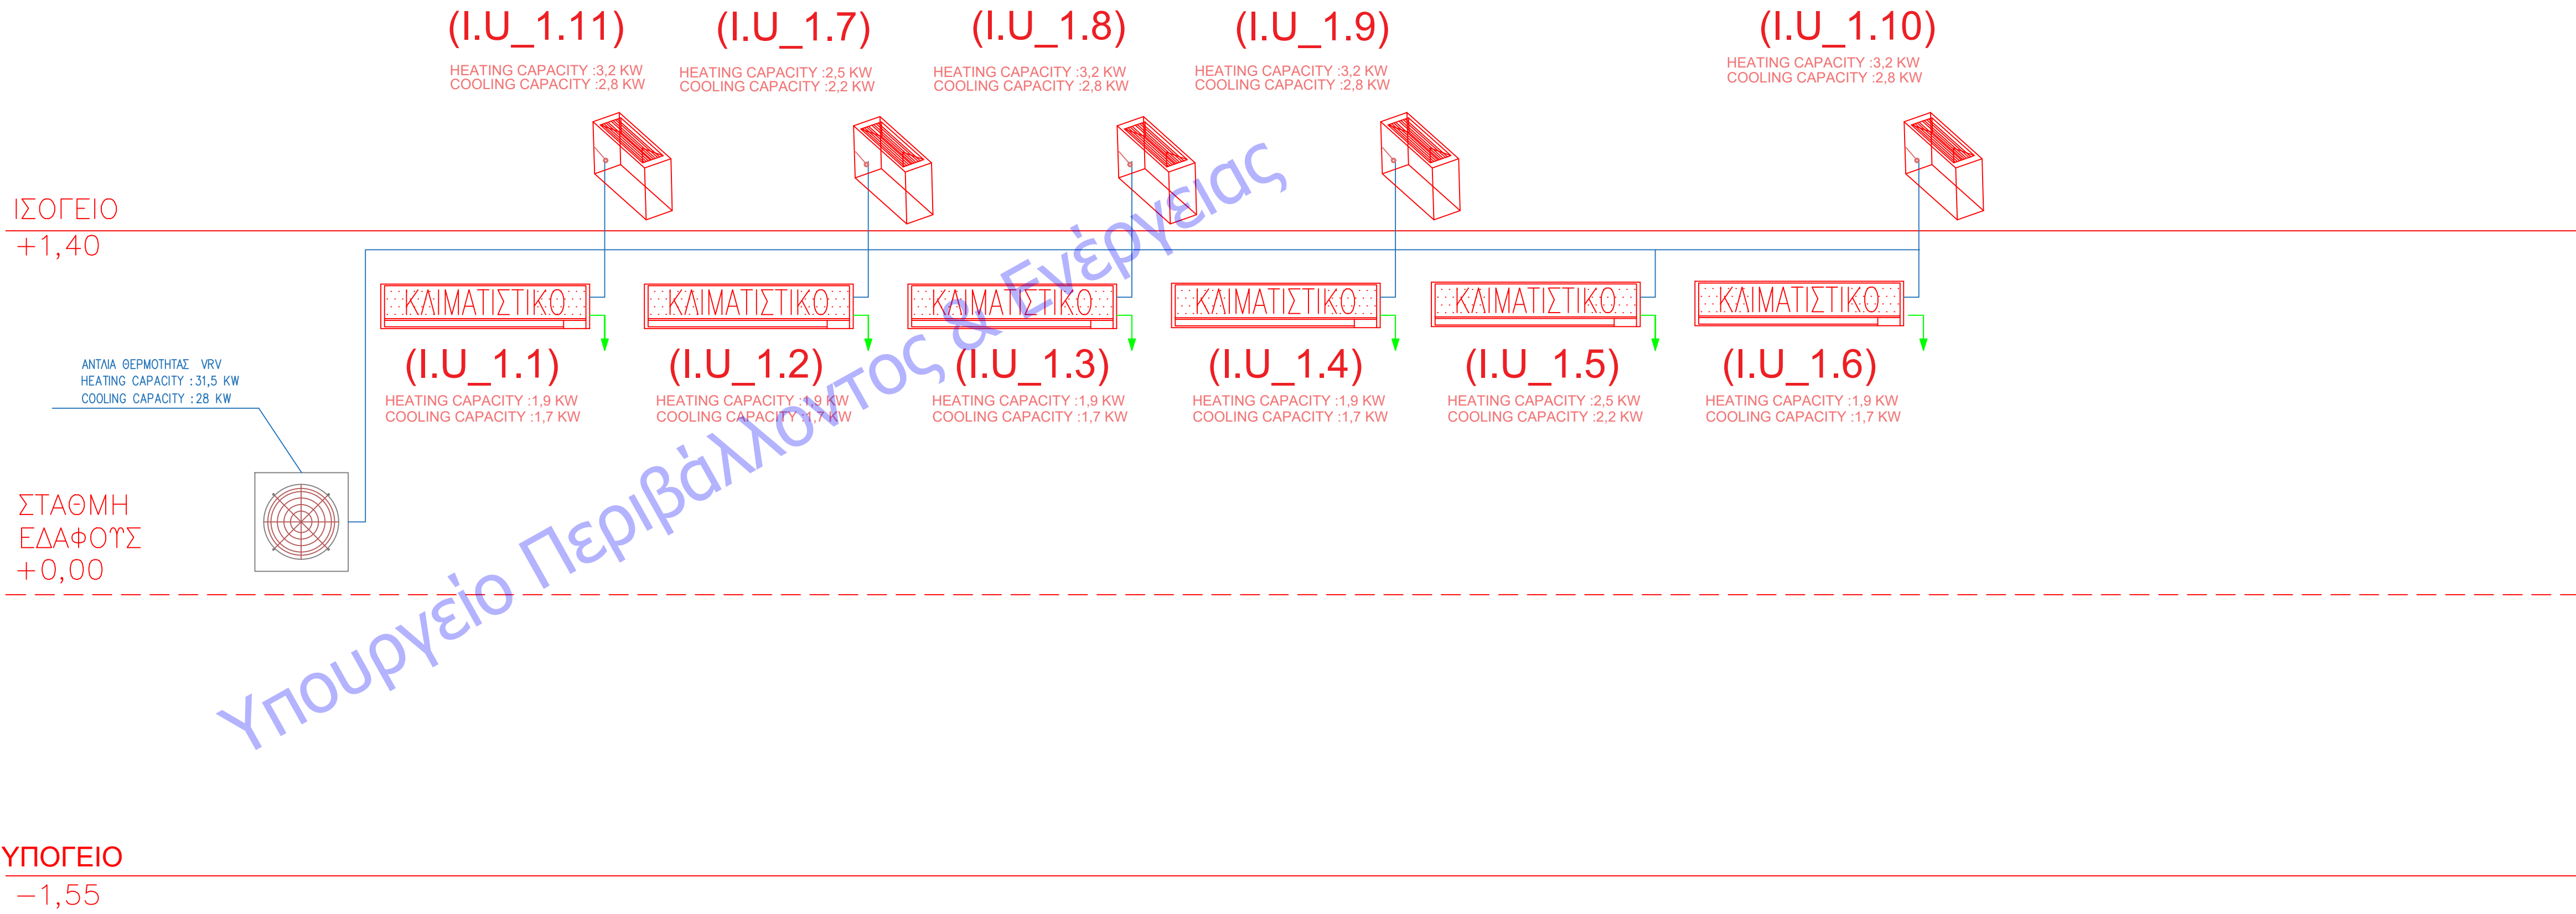 (I.U_1.11)
HEATING CAPACITY :3,2 KW
COOLING CAPACITY :2,8 KW
(I.U_1.7)
HEATING CAPACITY :2,5 KW
COOLING CAPACITY :2,2 KW
(I.U_1.8)
HEATING CAPACITY :3,2 KW
COOLING CAPACITY :2,8 KW
(I.U_1.9)
HEATING CAPACITY :3,2 KW
COOLING CAPACITY :2,8 KW
(I.U_1.10)
HEATING CAPACITY :3,2 KW
COOLING CAPACITY :2,8 KW
ΙΣΟΓΕΙΟ
+1,40
ΚΛΙΜΑΤΙΣΤΙΚΟ
ΚΛΙΜΑΤΙΣΤΙΚΟ
ΚΛΙΜΑΤΙΣΤΙΚΟ
ΚΛΙΜΑΤΙΣΤΙΚΟ
ΚΛΙΜΑΤΙΣΤΙΚΟ
ΚΛΙΜΑΤΙΣΤΙΚΟ
(I.U_1.1)
HEATING CAPACITY :1,9 KW
COOLING CAPACITY :1,7 KW
(I.U_1.2)
HEATING CAPACITY :1,9 KW
COOLING CAPACITY :1,7 KW
(I.U_1.3)
HEATING CAPACITY :1,9 KW
COOLING CAPACITY :1,7 KW
(I.U_1.4)
HEATING CAPACITY :1,9 KW
COOLING CAPACITY :1,7 KW
(I.U_1.5)
HEATING CAPACITY :2,5 KW
COOLING CAPACITY :2,2 KW
(I.U_1.6)
HEATING CAPACITY :1,9 KW
COOLING CAPACITY :1,7 KW
ΑΝΤΛΙΑ ΘΕΡΜΟΤΗΤΑΣ VRV
HEATING CAPACITY :31,5 KW
COOLING CAPACITY :28 KW
ΣΤΑΘΜΗ
ΕΔΑΦΟΥΣ
+0,00
Υπουργείο Περιβάλλοντος & Ενέργειας
ΥΠΟΓΕΙΟ
−1,55